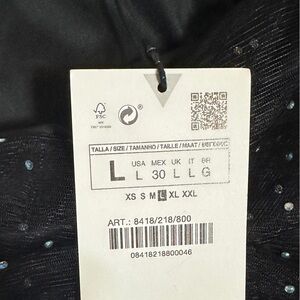 FSC
TALLA / SIZE / TAMANHO / TAILLE / MAAT /
USA MEX UK IT GR
L L 30 L L G
XS S M L XL XXL
ART.: 8418/218/800
08418218800046